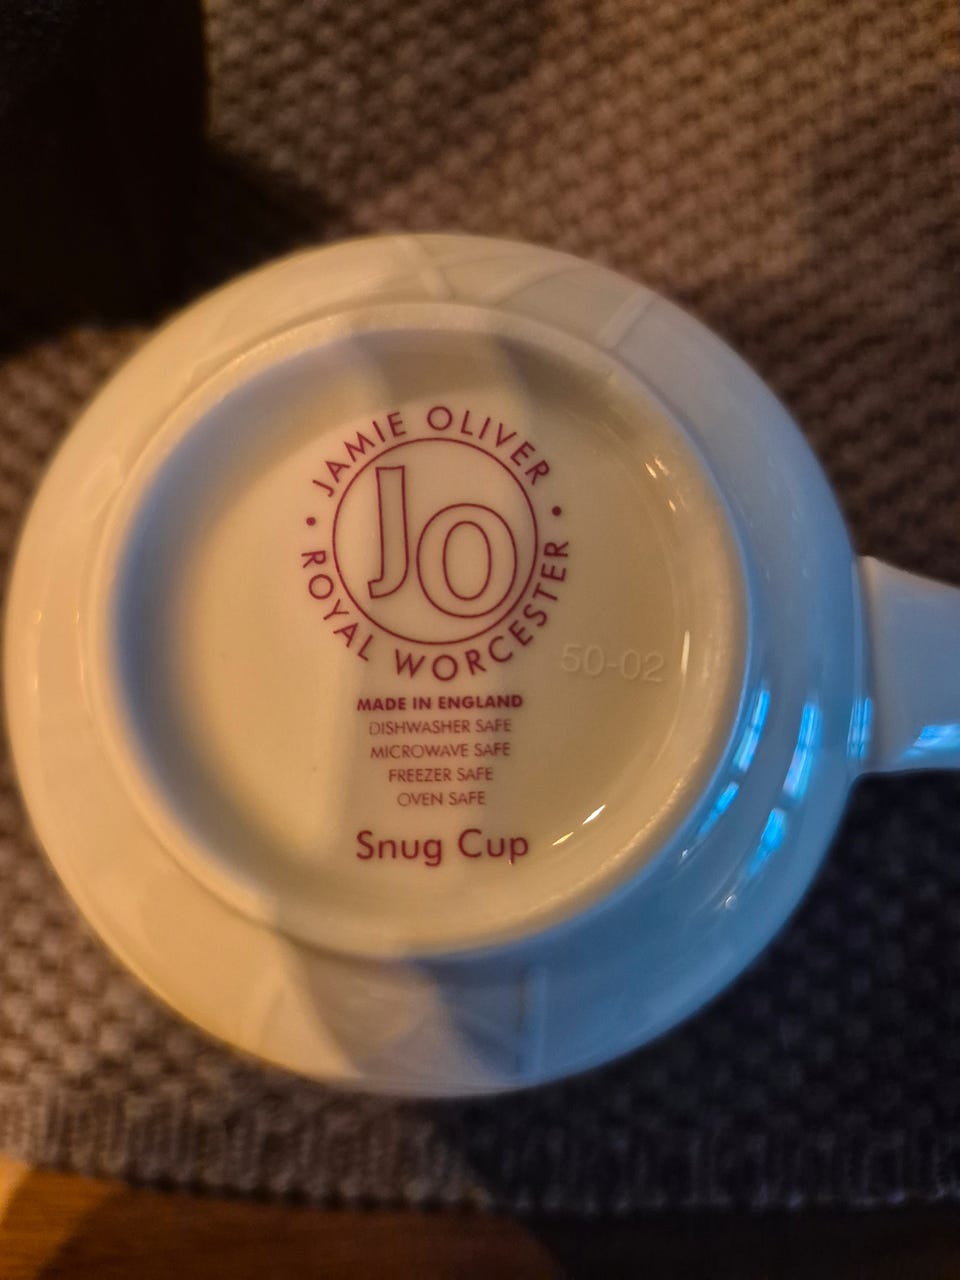 JAMIE OLIVER
JO
ROYAL WORCESTER
50-02
MADE IN ENGLAND
DISHWASHER SAFE
MICROWAVE SAFE
FREEZER SAFE
OVEN SAFE
Snug Cup